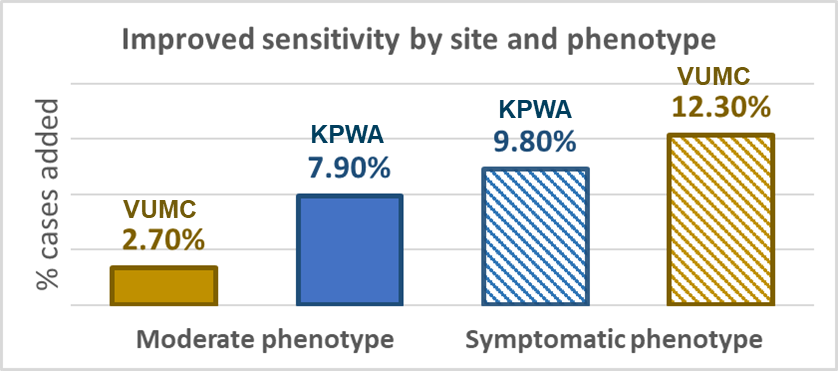 Improved sensitivity by site and phenotype
% cases added
VUMC
2.70%
KPWA
7.90%
KPWA
9.80%
VUMC
12.30%
Moderate phenotype
Symptomatic phenotype